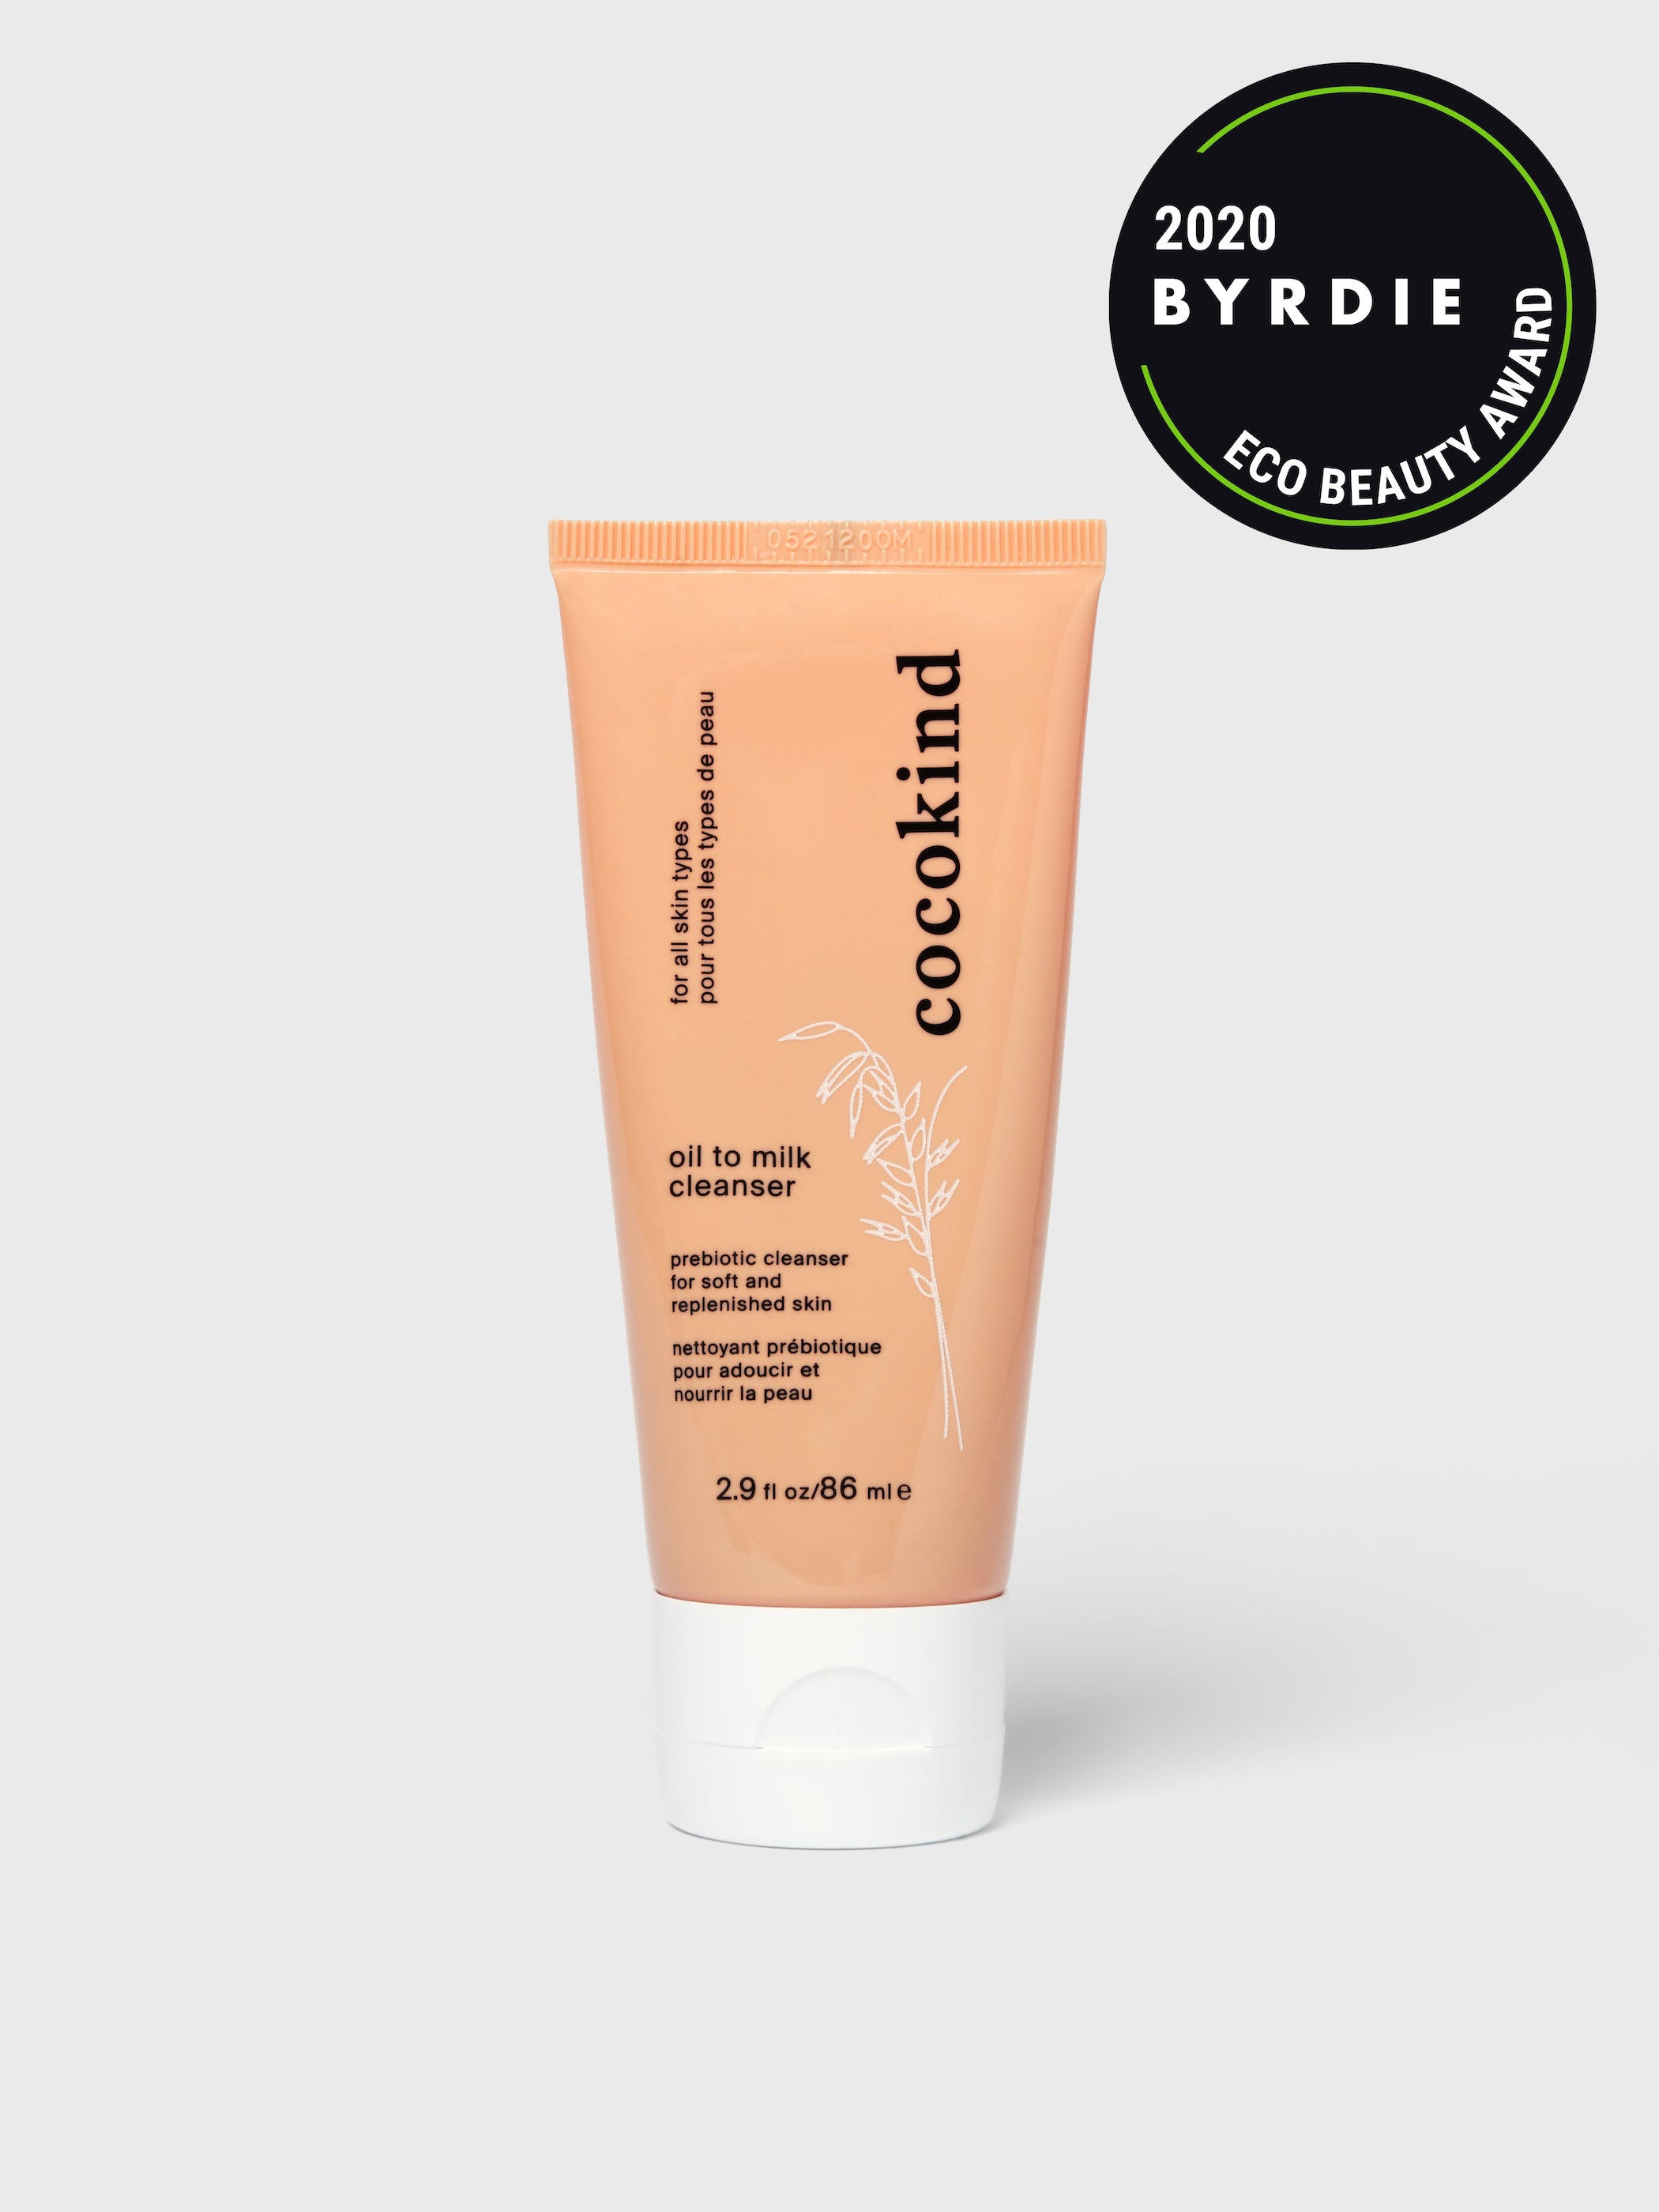 2020
BYRDIE
ECO BEAUTY AWARD
05212OOM
cocokind
for all skin types
pour tous les types de peau
oil to milk
cleanser
prebiotic cleanser
for soft and
replenished skin
nettoyant prébiotique
pour adoucir et
nourrir la peau
2.9 fl oz/86 ml e